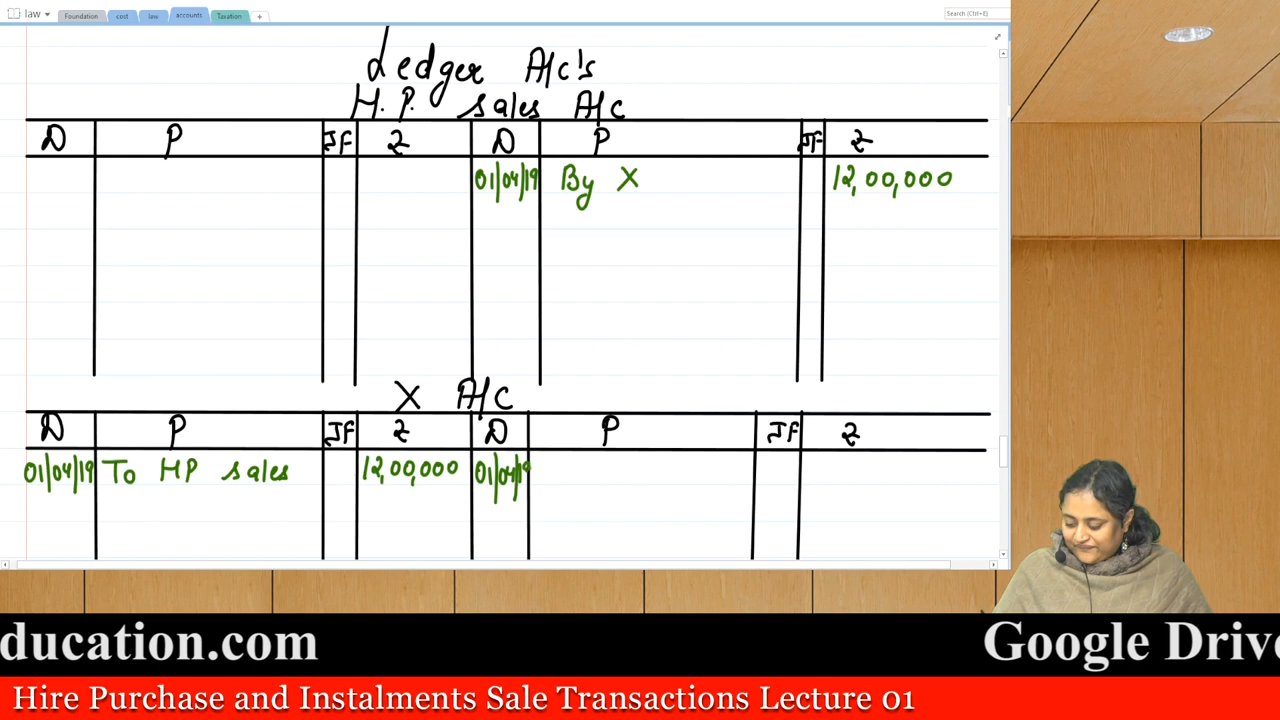 law Foundation cost law accounts Taxation + Search (Ctrl+E)
Ledger A/c's
H.P. sales A/c
D P JF ₹ D P JF ₹
01/04/19 By X 12,00,000
X A/c
D P JF ₹ D P JF ₹
01/04/19 To HP sales 12,00,000 01/04/19
ducation.com Google Drive
Hire Purchase and Instalments Sale Transactions Lecture 01